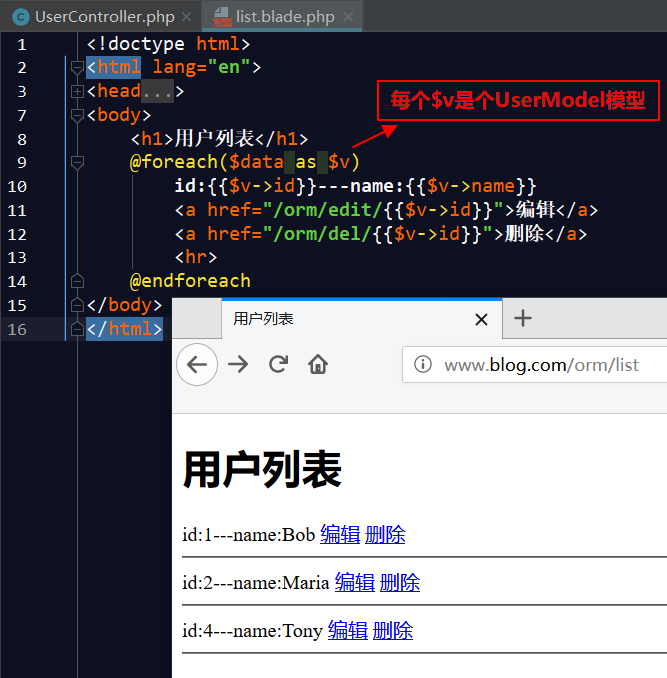 UserController.php
list.blade.php
1 <!doctype html>
2 <html lang="en">
3 <head...>
7 <body>
每个$v是个UserModel模型
8 <h1>用户列表</h1>
9 @foreach($data as $v)
10 id:{{$v->id}}---name:{{$v->name}}
11 <a href="/orm/edit/{{$v->id}}">编辑</a>
12 <a href="/orm/del/{{$v->id}}">删除</a>
13 <hr>
14 @endforeach
15 </body>
16 </html>
用户列表
www.blog.com/orm/list
用户列表
id:1---name:Bob 编辑 删除
id:2---name:Maria 编辑 删除
id:4---name:Tony 编辑 删除